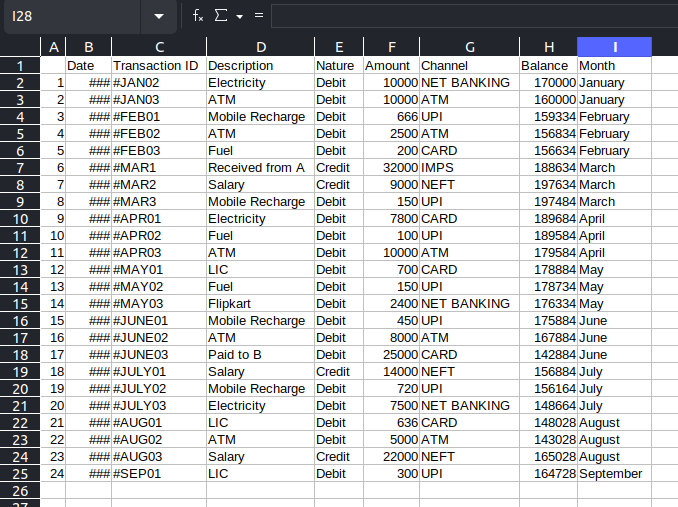 I28 fx Σ =
A B C D E F G H I
1 Date Transaction ID Description Nature Amount Channel Balance Month
2 1 ### #JAN02 Electricity Debit 10000 NET BANKING 170000 January
3 2 ### #JAN03 ATM Debit 10000 ATM 160000 January
4 3 ### #FEB01 Mobile Recharge Debit 666 UPI 159334 February
5 4 ### #FEB02 ATM Debit 2500 ATM 156834 February
6 5 ### #FEB03 Fuel Debit 200 CARD 156634 February
7 6 ### #MAR1 Received from A Credit 32000 IMPS 188634 March
8 7 ### #MAR2 Salary Credit 9000 NEFT 197634 March
9 8 ### #MAR3 Mobile Recharge Debit 150 UPI 197484 March
10 9 ### #APR01 Electricity Debit 7800 CARD 189684 April
11 10 ### #APR02 Fuel Debit 100 UPI 189584 April
12 11 ### #APR03 ATM Debit 10000 ATM 179584 April
13 12 ### #MAY01 LIC Debit 700 CARD 178884 May
14 13 ### #MAY02 Fuel Debit 150 UPI 178734 May
15 14 ### #MAY03 Flipkart Debit 2400 NET BANKING 176334 May
16 15 ### #JUNE01 Mobile Recharge Debit 450 UPI 175884 June
17 16 ### #JUNE02 ATM Debit 8000 ATM 167884 June
18 17 ### #JUNE03 Paid to B Debit 25000 CARD 142884 June
19 18 ### #JULY01 Salary Credit 14000 NEFT 156884 July
20 19 ### #JULY02 Mobile Recharge Debit 720 UPI 156164 July
21 20 ### #JULY03 Electricity Debit 7500 NET BANKING 148664 July
22 21 ### #AUG01 LIC Debit 636 CARD 148028 August
23 22 ### #AUG02 ATM Debit 5000 ATM 143028 August
24 23 ### #AUG03 Salary Credit 22000 NEFT 165028 August
25 24 ### #SEP01 LIC Debit 300 UPI 164728 September
26
27